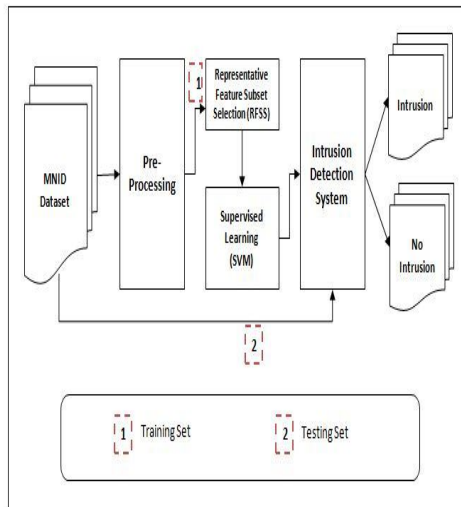 MNID
Dataset
Pre-
Processing
1
Representative
Feature Subset
Selection (RFSS)
Supervised
Learning
(SVM)
Intrusion
Detection
System
Intrusion
No
Intrusion
2
1 Training Set
2 Testing Set